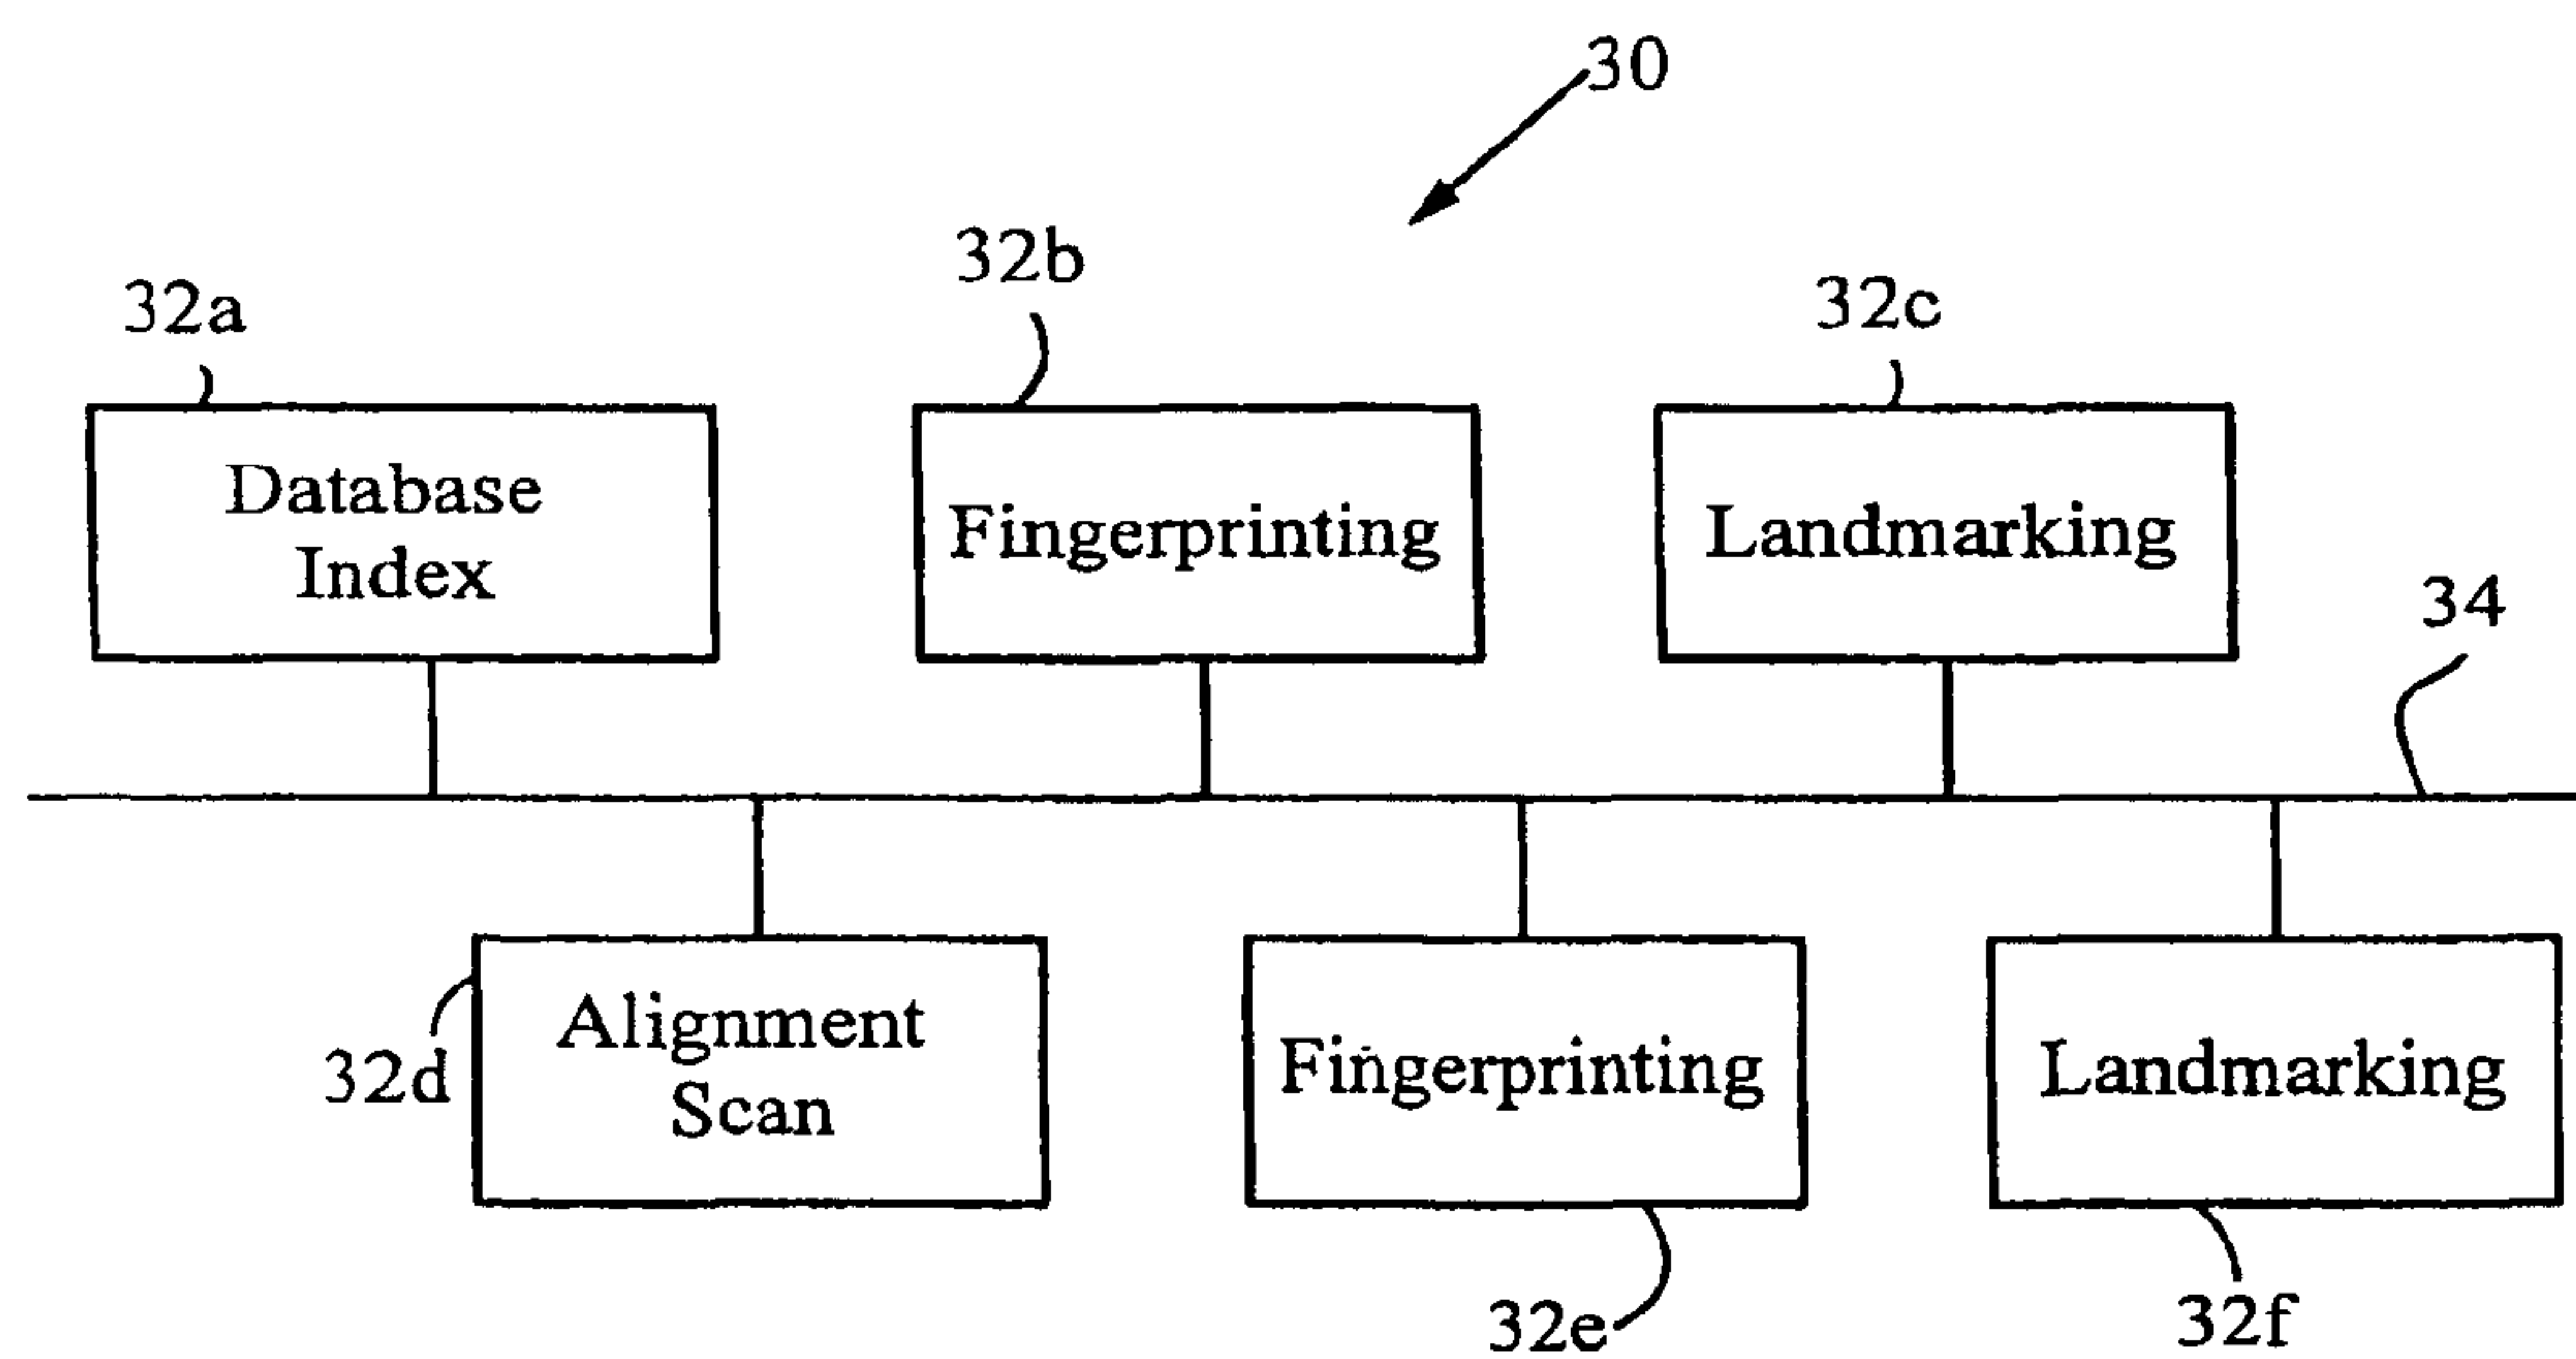 30
32a
32b
32c
Database
Index
Fingerprinting
Landmarking
34
32d
Alignment
Scan
Fingerprinting
Landmarking
32e
32f